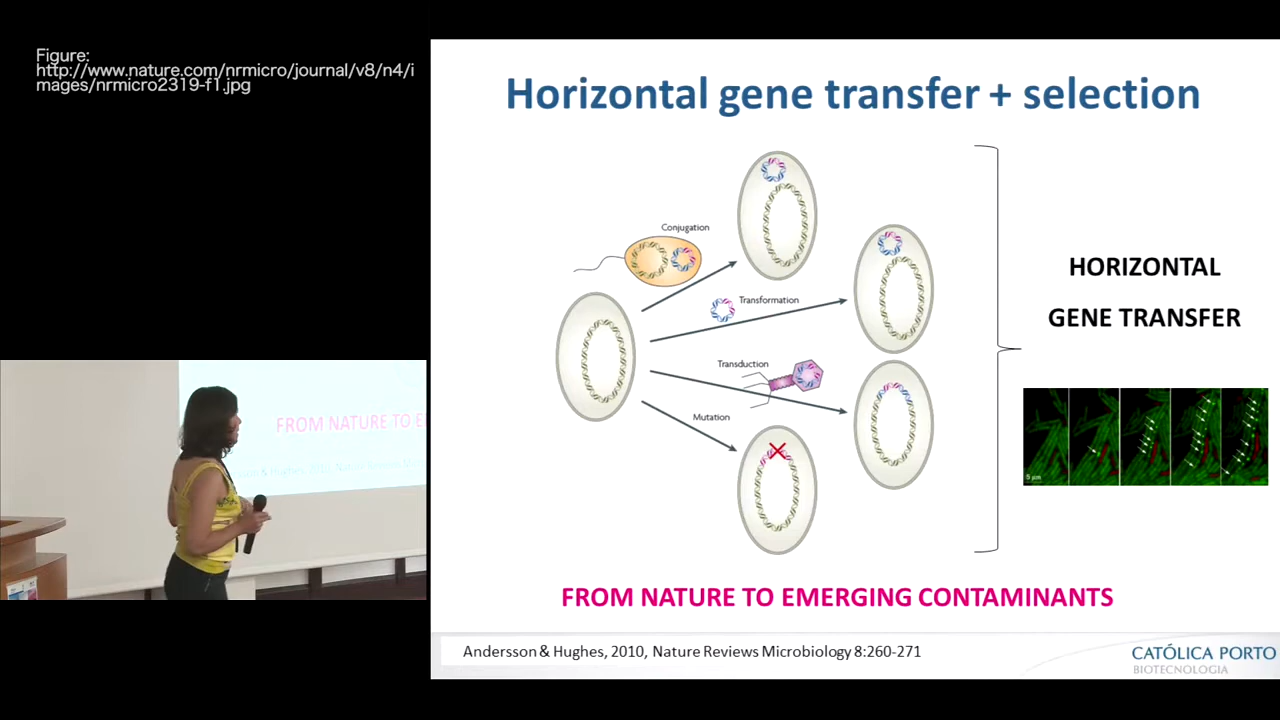 Figure:
http://www.nature.com/nrmicro/journal/v8/n4/i
mages/nrmicro2319-f1.jpg
Horizontal gene transfer + selection
Conjugation
Transformation
Transduction
Mutation
HORIZONTAL
GENE TRANSFER
5 µm
FROM NATURE TO EMERGING CONTAMINANTS
Andersson & Hughes, 2010, Nature Reviews Microbiology 8:260-271
CATÓLICA PORTO
BIOTECNOLOGIA
FROM NATURE TO